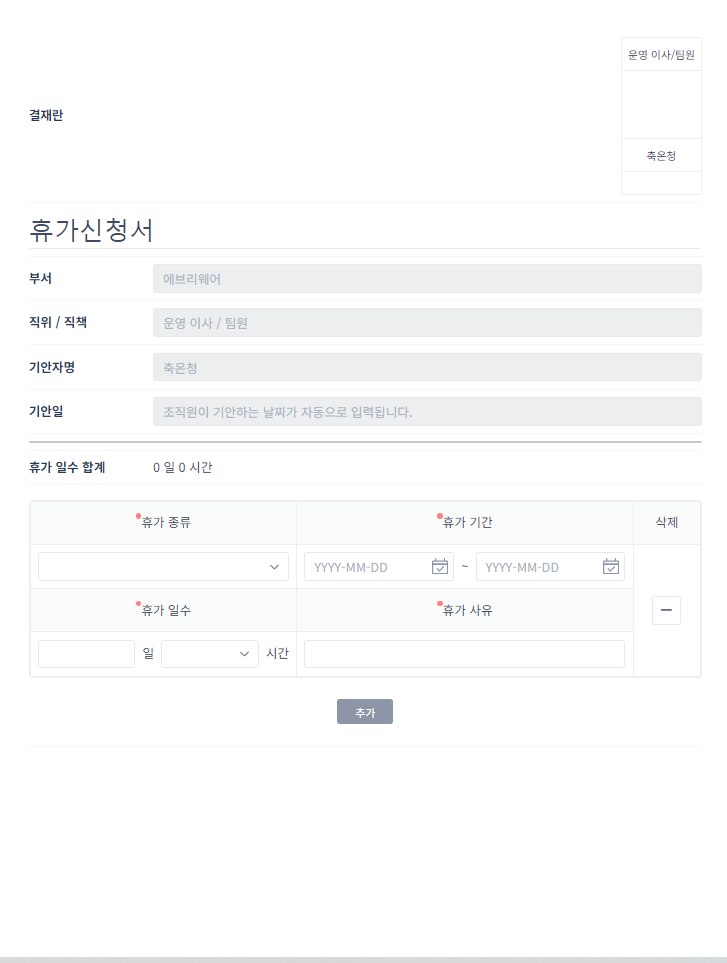 운영 이사/팀원
결재란
축온청
휴가신청서
부서 에브리웨어
직위 / 직책 운영 이사 / 팀원
기안자명 축온청
기안일 조직원이 기안하는 날짜가 자동으로 입력됩니다.
휴가 일수 합계 0 일 0 시간
휴가 종류 휴가 기간 삭제
YYYY-MM-DD ~ YYYY-MM-DD
휴가 일수 휴가 사유
일 시간
추가